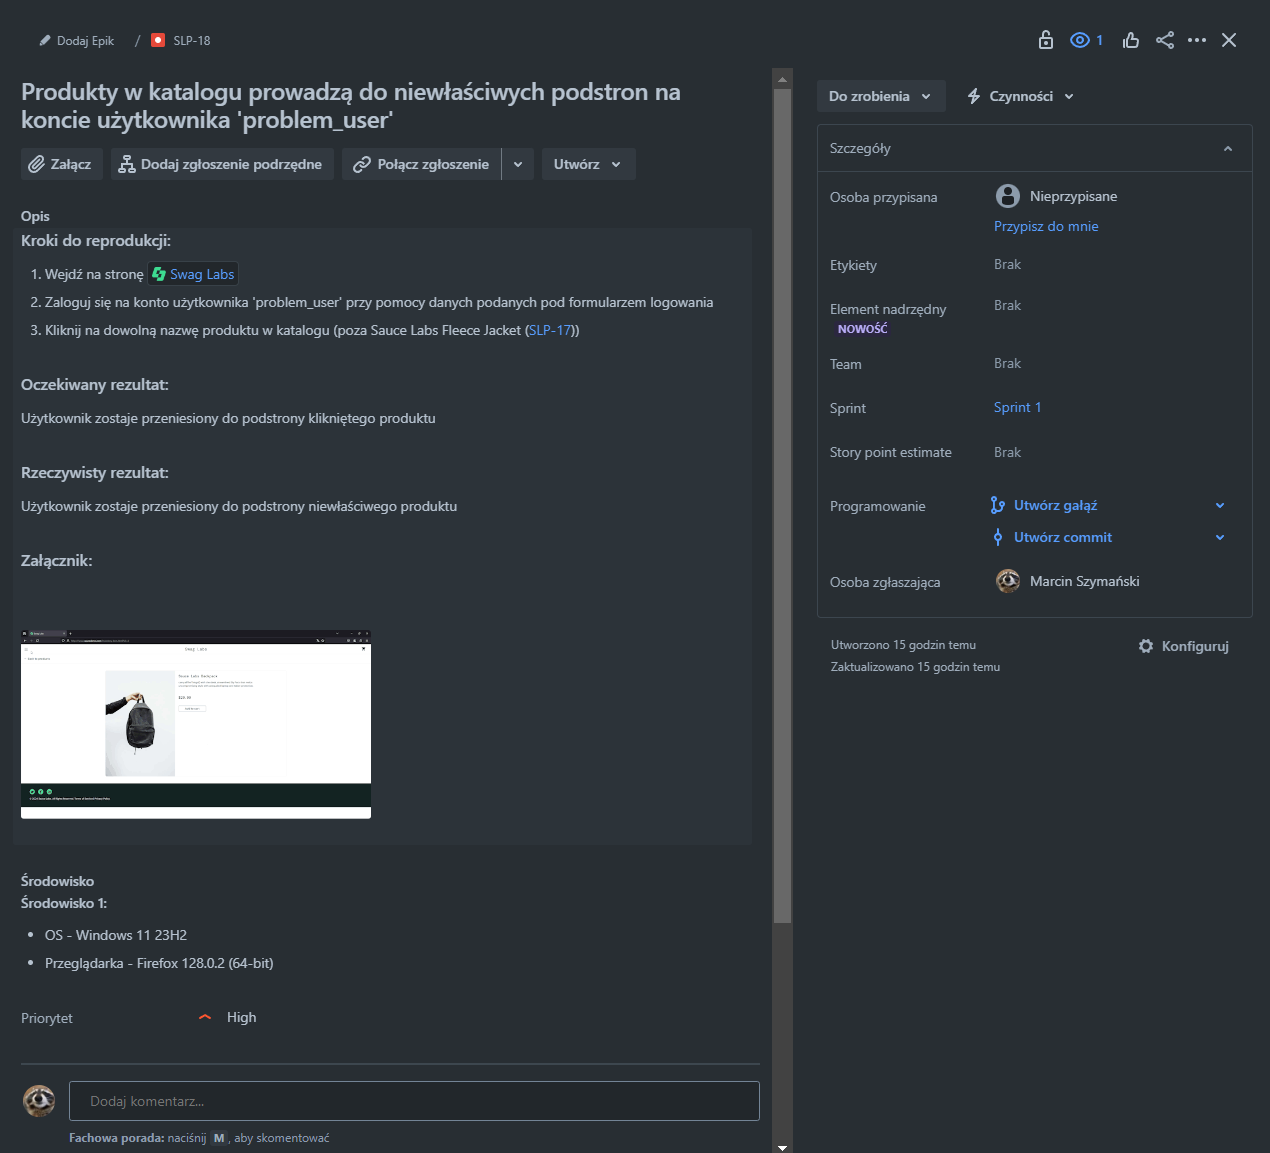 Dodaj Epik / SLP-18
1
Produkty w katalogu prowadzą do niewłaściwych podstron na
koncie użytkownika 'problem_user'
Załącz
Dodaj zgłoszenie podrzędne
Połącz zgłoszenie
Utwórz
Opis
Kroki do reprodukcji:
1. Wejdź na stronę Swag Labs
2. Zaloguj się na konto użytkownika 'problem_user' przy pomocy danych podanych pod formularzem logowania
3. Kliknij na dowolną nazwę produktu w katalogu (poza Sauce Labs Fleece Jacket (SLP-17))
Oczekiwany rezultat:
Użytkownik zostaje przeniesiony do podstrony klikniętego produktu
Rzeczywisty rezultat:
Użytkownik zostaje przeniesiony do podstrony niewłaściwego produktu
Załącznik:
Swag Labs
Sauce Labs Backpack
$29.99
Środowisko
Środowisko 1:
• OS - Windows 11 23H2
• Przeglądarka - Firefox 128.0.2 (64-bit)
Priorytet High
Dodaj komentarz...
Fachowa porada: naciśnij M, aby skomentować
Do zrobienia
Czynności
Szczegóły
Osoba przypisana Nieprzypisane
Przypisz do mnie
Etykiety Brak
Element nadrzędny Brak
NOWOŚĆ
Team Brak
Sprint Sprint 1
Story point estimate Brak
Programowanie Utwórz gałąź
Utwórz commit
Osoba zgłaszająca Marcin Szymański
Utworzono 15 godzin temu
Zaktualizowano 15 godzin temu
Konfiguruj